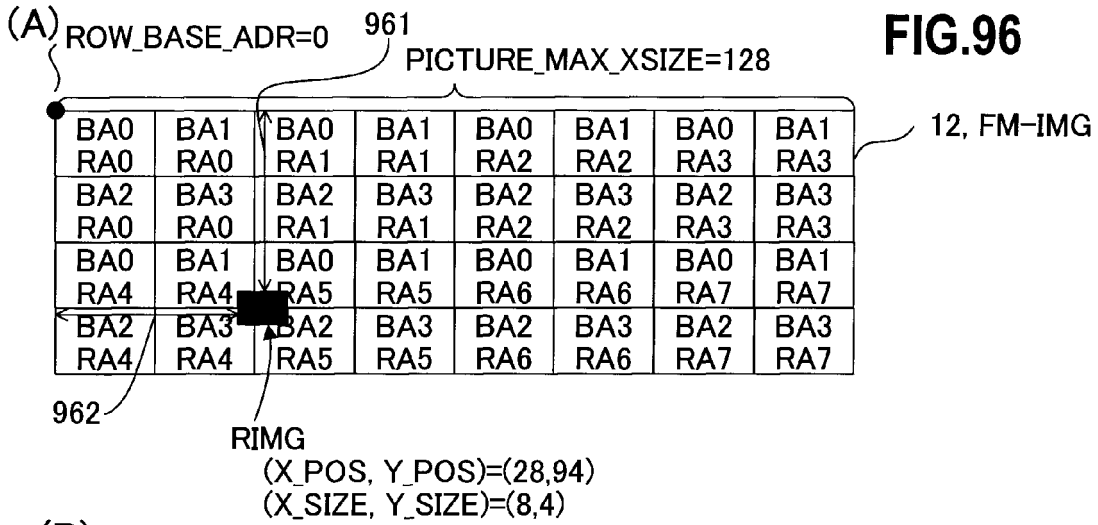 (A)
ROW_BASE_ADR=0
961
PICTURE_MAX_XSIZE=128
FIG.96
12, FM-IMG
BA0 BA1 BA0 BA1 BA0 BA1 BA0 BA1
RA0 RA0 RA1 RA1 RA2 RA2 RA3 RA3
BA2 BA3 BA2 BA3 BA2 BA3 BA2 BA3
RA0 RA0 RA1 RA1 RA2 RA2 RA3 RA3
BA0 BA1 BA0 BA1 BA0 BA1 BA0 BA1
RA4 RA4 RA5 RA5 RA6 RA6 RA7 RA7
BA2 BA3 BA2 BA3 BA2 BA3 BA2 BA3
RA4 RA4 RA5 RA5 RA6 RA6 RA7 RA7
962
RIMG
(X_POS, Y_POS)=(28,94)
(X_SIZE, Y_SIZE)=(8,4)